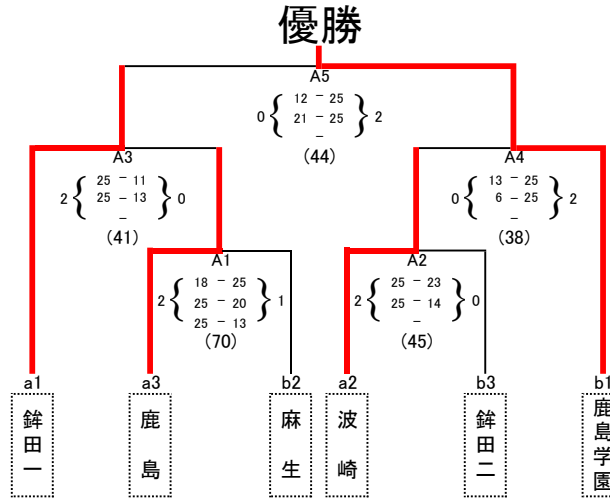 優勝
A5
12 - 25
0 { 21 - 25 } 2
-
(44)
A3
25 - 11
2 { 25 - 13 } 0
-
(41)
A4
13 - 25
0 { 6 - 25 } 2
-
(38)
A1
18 - 25
2 { 25 - 20 } 1
25 - 13
(70)
A2
25 - 23
2 { 25 - 14 } 0
-
(45)
a1 a3 b2 a2 b3 b1
鉾田一
鹿島
麻生
波崎
鉾田二
鹿島学園